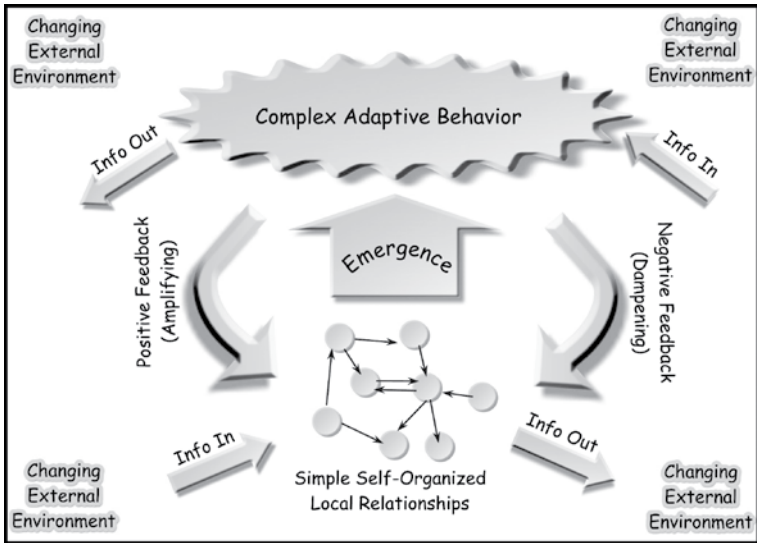 Changing
External
Environment
Changing
External
Environment
Complex Adaptive Behavior
Info Out
Info In
Positive Feedback
(Amplifying)
Emergence
Negative Feedback
(Dampening)
Info In
Info Out
Simple Self-Organized
Local Relationships
Changing
External
Environment
Changing
External
Environment